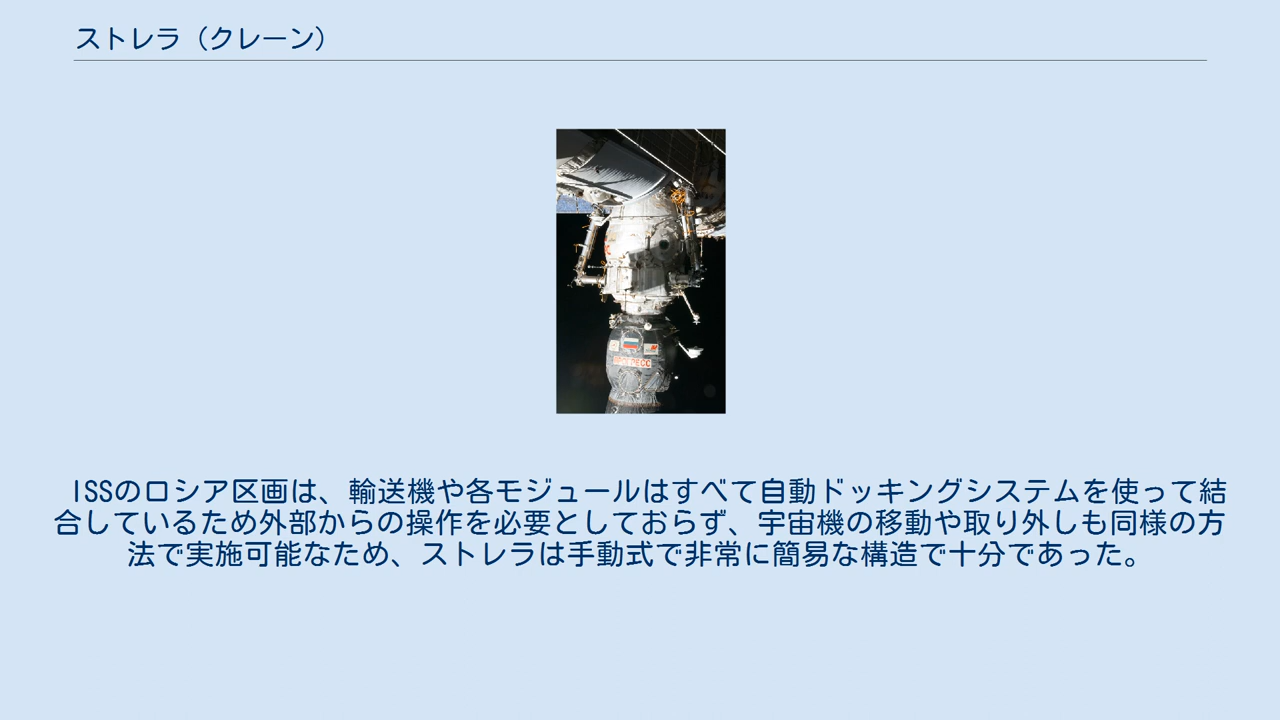 ストレラ（クレーン）
ПРОГРЕСС
ISSのロシア区画は、輸送機や各モジュールはすべて自動ドッキングシステムを使って結
合しているため外部からの操作を必要としておらず、宇宙機の移動や取り外しも同様の方
法で実施可能なため、ストレラは手動式で非常に簡易な構造で十分であった。